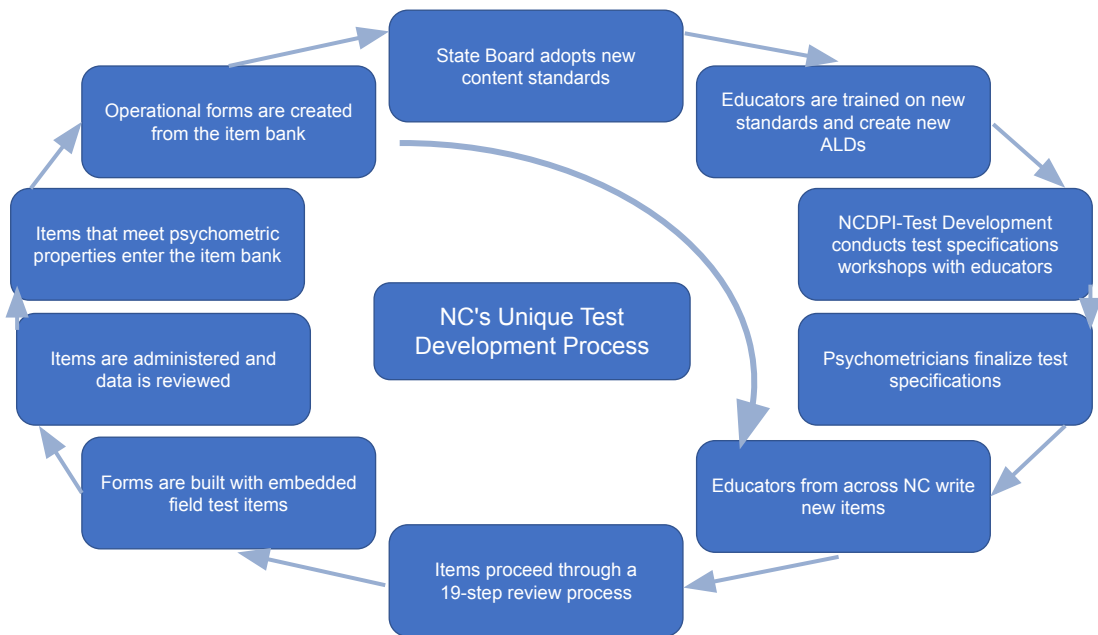 State Board adopts new
content standards
Educators are trained on new
standards and create new
ALDs
NCDPI-Test Development
conducts test specifications
workshops with educators
Psychometricians finalize test
specifications
Educators from across NC write
new items
Items proceed through a
19-step review process
Forms are built with embedded
field test items
Items are administered and
data is reviewed
Items that meet psychometric
properties enter the item bank
Operational forms are created
from the item bank
NC's Unique Test
Development Process